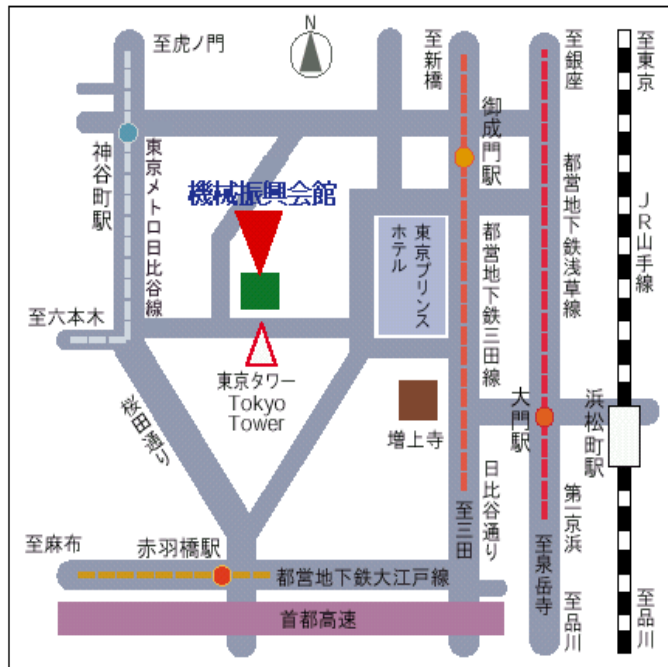 至虎ノ門
N
至新橋
至銀座
至東京
神谷町駅
東京メトロ日比谷線
機械振興会館
御成門駅
都営地下鉄浅草線
JR山手線
東京プリンス
ホテル
都営地下鉄三田線
至六本木
東京タワー
Tokyo
Tower
桜田通り
増上寺
大門駅
浜松町駅
日比谷通り
第一京浜
至三田
至泉岳寺
至品川
至麻布
赤羽橋駅
都営地下鉄大江戸線
首都高速
至品川